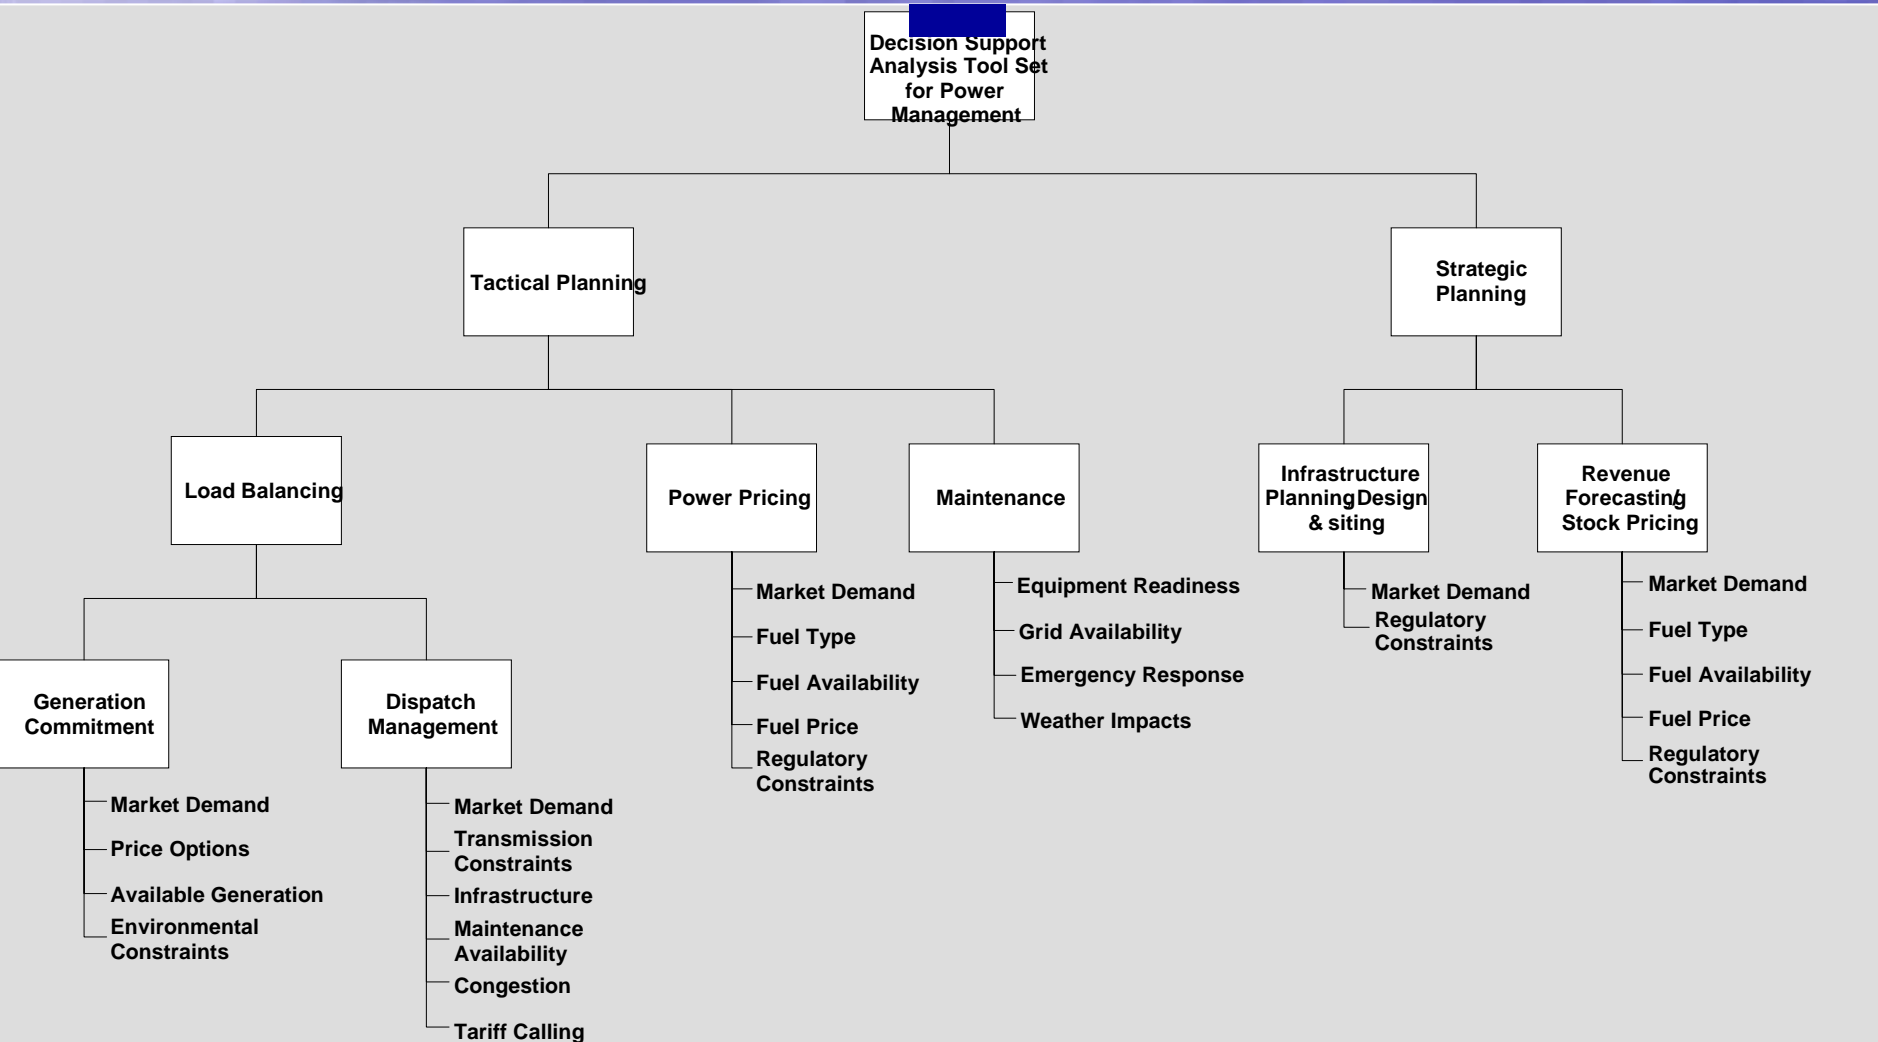 Decision Support
Analysis Tool Set
for Power
Management
Tactical Planning
Strategic
Planning
Load Balancing
Power Pricing
Maintenance
Infrastructure
Planning Design
& siting
Revenue
Forecasting/
Stock Pricing
Generation
Commitment
Market Demand
Price Options
Available Generation
Environmental
Constraints
Dispatch
Management
Market Demand
Transmission
Constraints
Infrastructure
Maintenance
Availability
Congestion
Tariff Calling
Market Demand
Fuel Type
Fuel Availability
Fuel Price
Regulatory
Constraints
Equipment Readiness
Grid Availability
Emergency Response
Weather Impacts
Market Demand
Regulatory
Constraints
Market Demand
Fuel Type
Fuel Availability
Fuel Price
Regulatory
Constraints